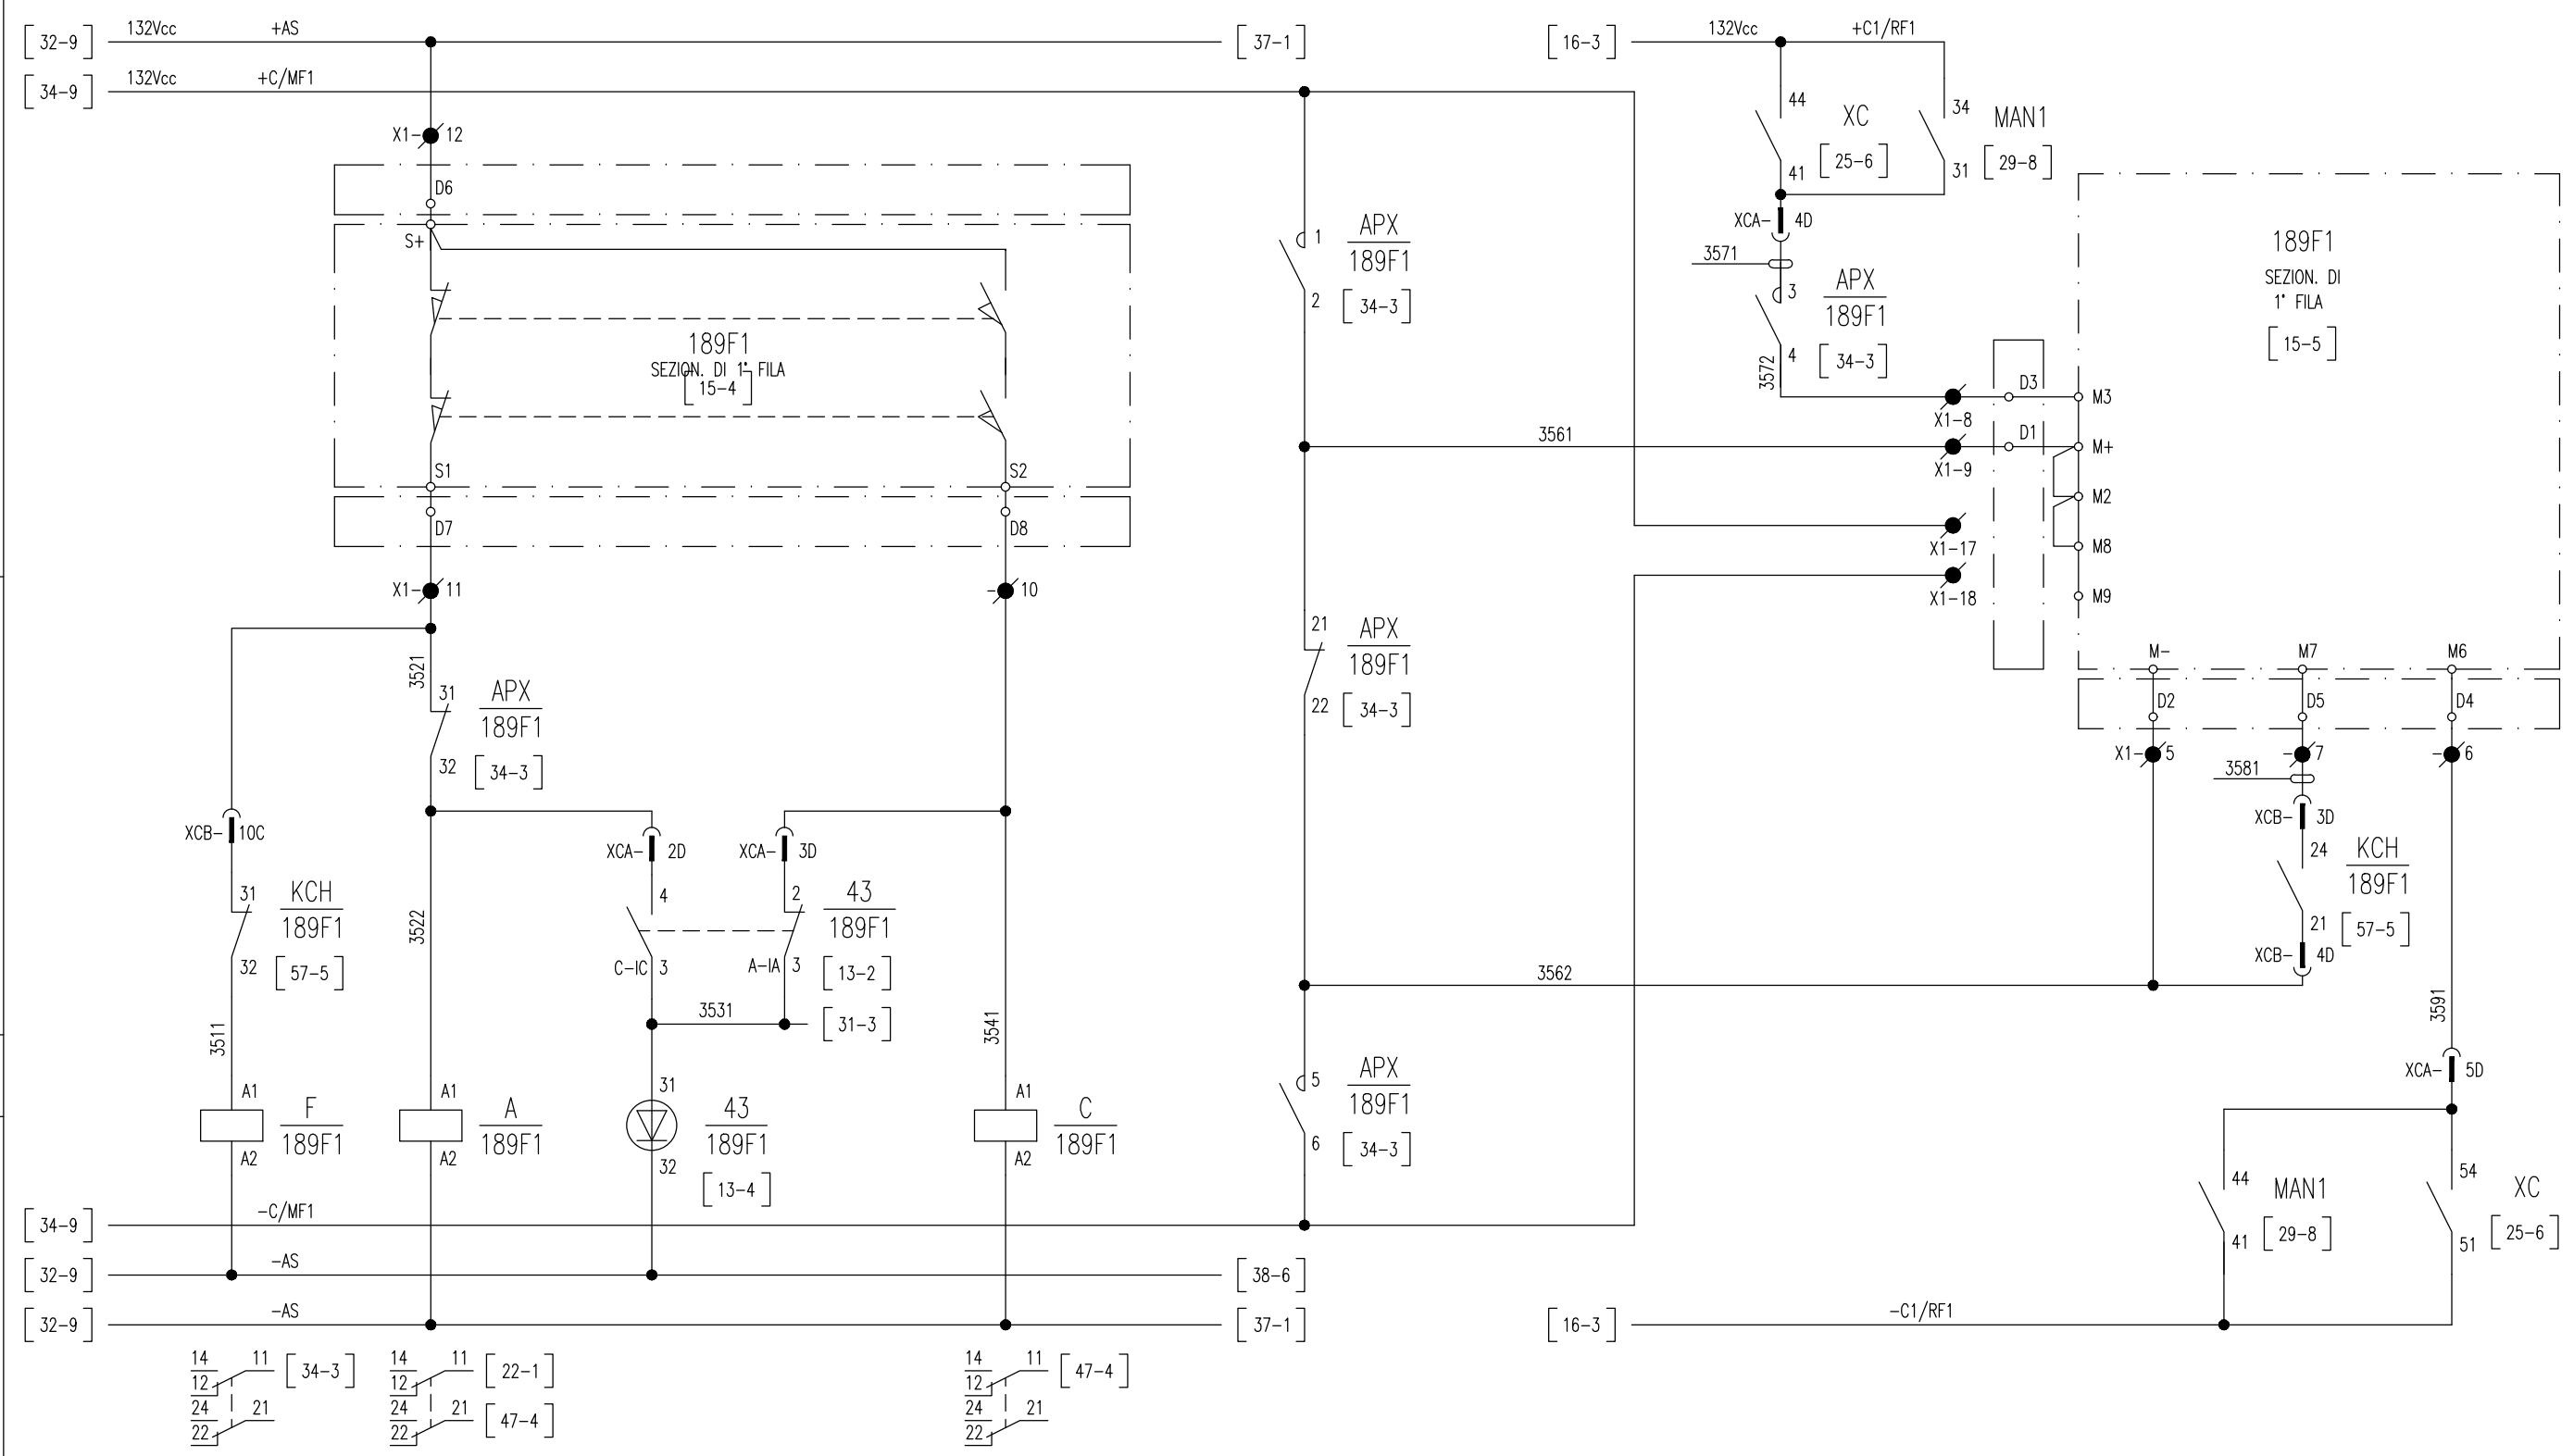 32-9 132Vcc +AS 37-1 16-3 132Vcc +C1/RF1
34-9 132Vcc +C/MF1
X1- 12
D6
S+
189F1
SEZION. DI 1° FILA
15-4
S1 S2
D7 D8
X1- 11 - 10
3521
31 APX
189F1
32 34-3
XCB- 10C
XCA- 2D XCA- 3D
31 KCH
189F1
32 57-5
3522
4 2 43
189F1
C-IC 3 A-IA 3 13-2
3531 31-3
3511
3541
A1 F
189F1
A2
A1 A
189F1
A2
31 43
189F1
32
13-4
A1 C
189F1
A2
34-9 -C/MF1
32-9 -AS 38-6
32-9 -AS 37-1
14 11 34-3
12
24 21
22
14 11 22-1
12
24 21 47-4
22
14 11 47-4
12
24 21
22
1 APX
189F1
2 34-3
3561
21 APX
189F1
22 34-3
3562
5 APX
189F1
6 34-3
44 XC
25-6
41
34 MAN1
31 29-8
XCA- 4D
3571
3 APX
189F1
4 34-3
3572
X1-8
X1-9
X1-17
X1-18
D3
D1
M3
M+
M2
M8
M9
189F1
SEZION. DI
1° FILA
15-5
M- M7 M6
D2 D5 D4
X1- 5 - 7 - 6
3581
XCB- 3D
24 KCH
189F1
21 57-5
XCB- 4D
3591
XCA- 5D
44 MAN1
41 29-8
54 XC
51 25-6
16-3 -C1/RF1